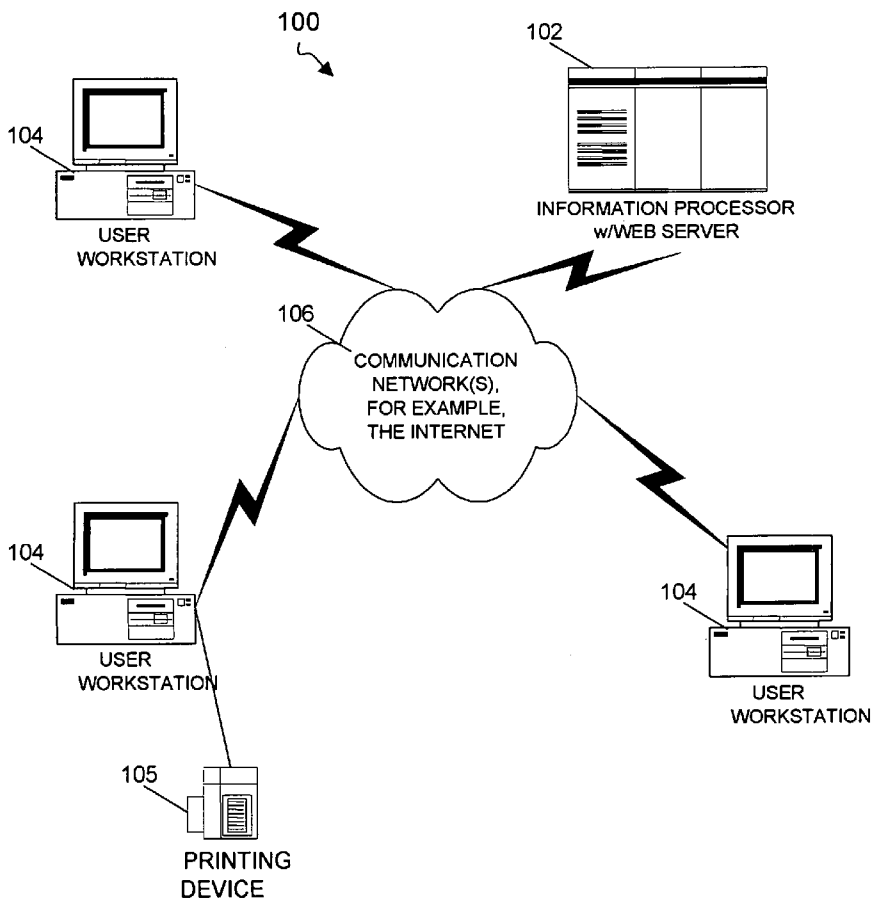 100
102
104
USER
WORKSTATION
INFORMATION PROCESSOR
w/WEB SERVER
106
COMMUNICATION
NETWORK(S),
FOR EXAMPLE,
THE INTERNET
104
USER
WORKSTATION
104
USER
WORKSTATION
105
PRINTING
DEVICE